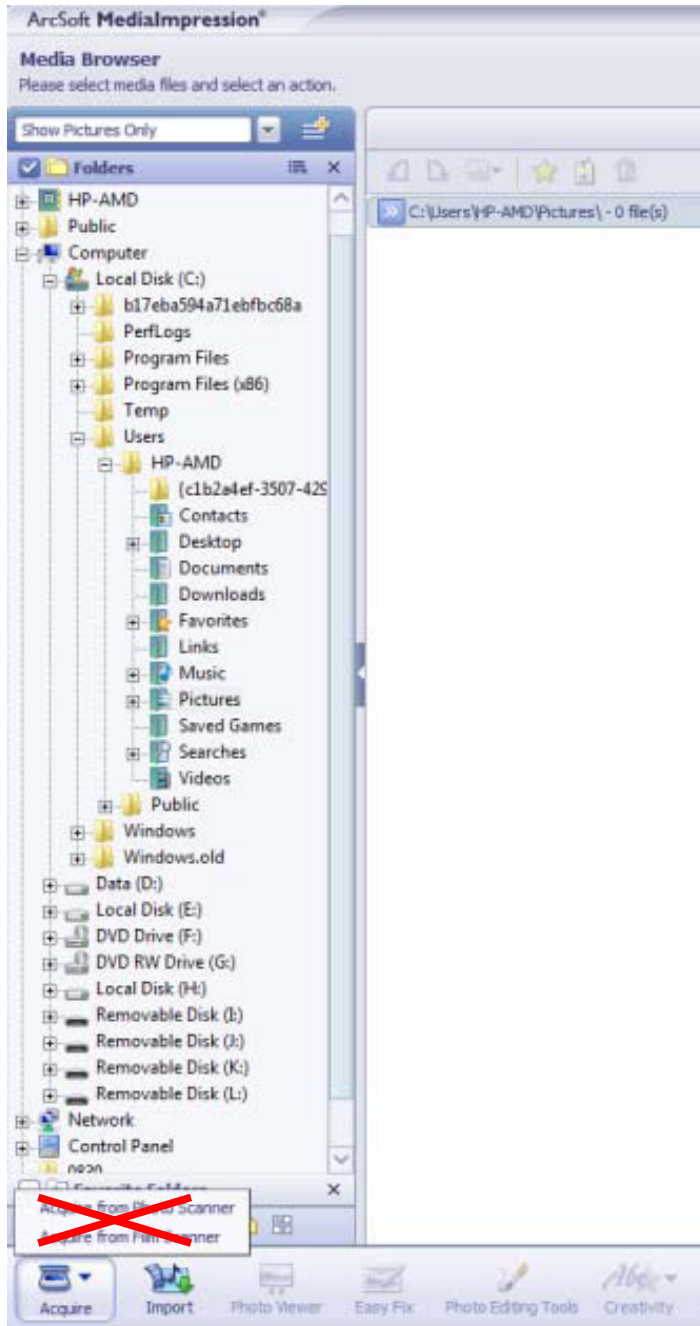 ArcSoft MediaImpression®
Media Browser
Please select media files and select an action.
Show Pictures Only
Folders
C:\Users\HP-AMD\Pictures\ - 0 file(s)
HP-AMD
Public
Computer
Local Disk (C:)
b17eba594a71ebfbc68a
PerfLogs
Program Files
Program Files (x86)
Temp
Users
HP-AMD
{c1b2a4ef-3507-429
Contacts
Desktop
Documents
Downloads
Favorites
Links
Music
Pictures
Saved Games
Searches
Videos
Public
Windows
Windows.old
Data (D:)
Local Disk (E:)
DVD Drive (F:)
DVD RW Drive (G:)
Local Disk (H:)
Removable Disk (I:)
Removable Disk (J:)
Removable Disk (K:)
Removable Disk (L:)
Network
Control Panel
0820
Favorite Folders
Acquire from Photo Scanner
Acquire from Film Scanner
Acquire
Import
Photo Viewer
Easy Fix
Photo Editing Tools
Creativity